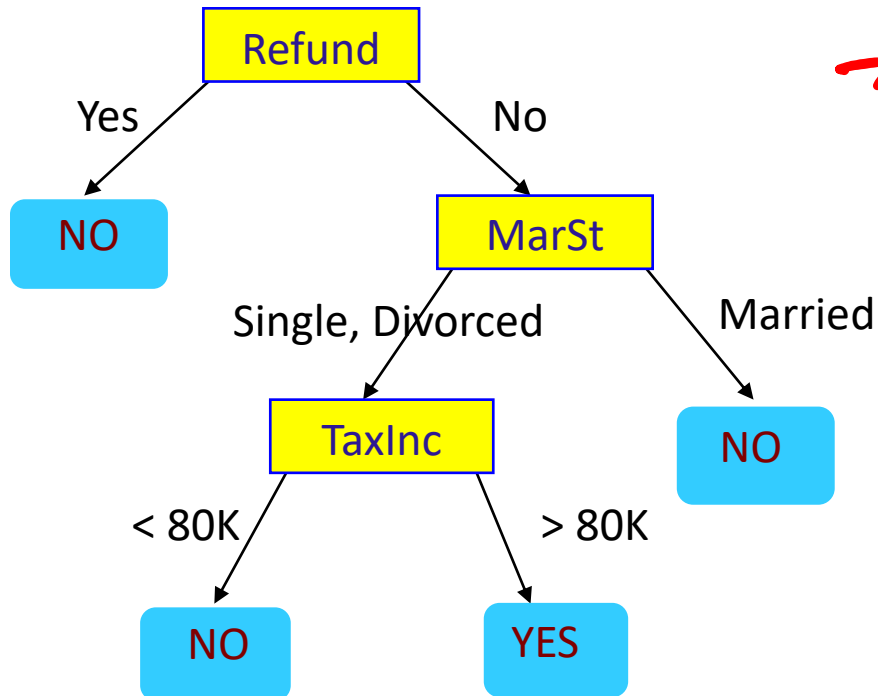 Refund
Yes
No
NO
MarSt
Single, Divorced
Married
TaxInc
NO
< 80K
> 80K
NO
YES